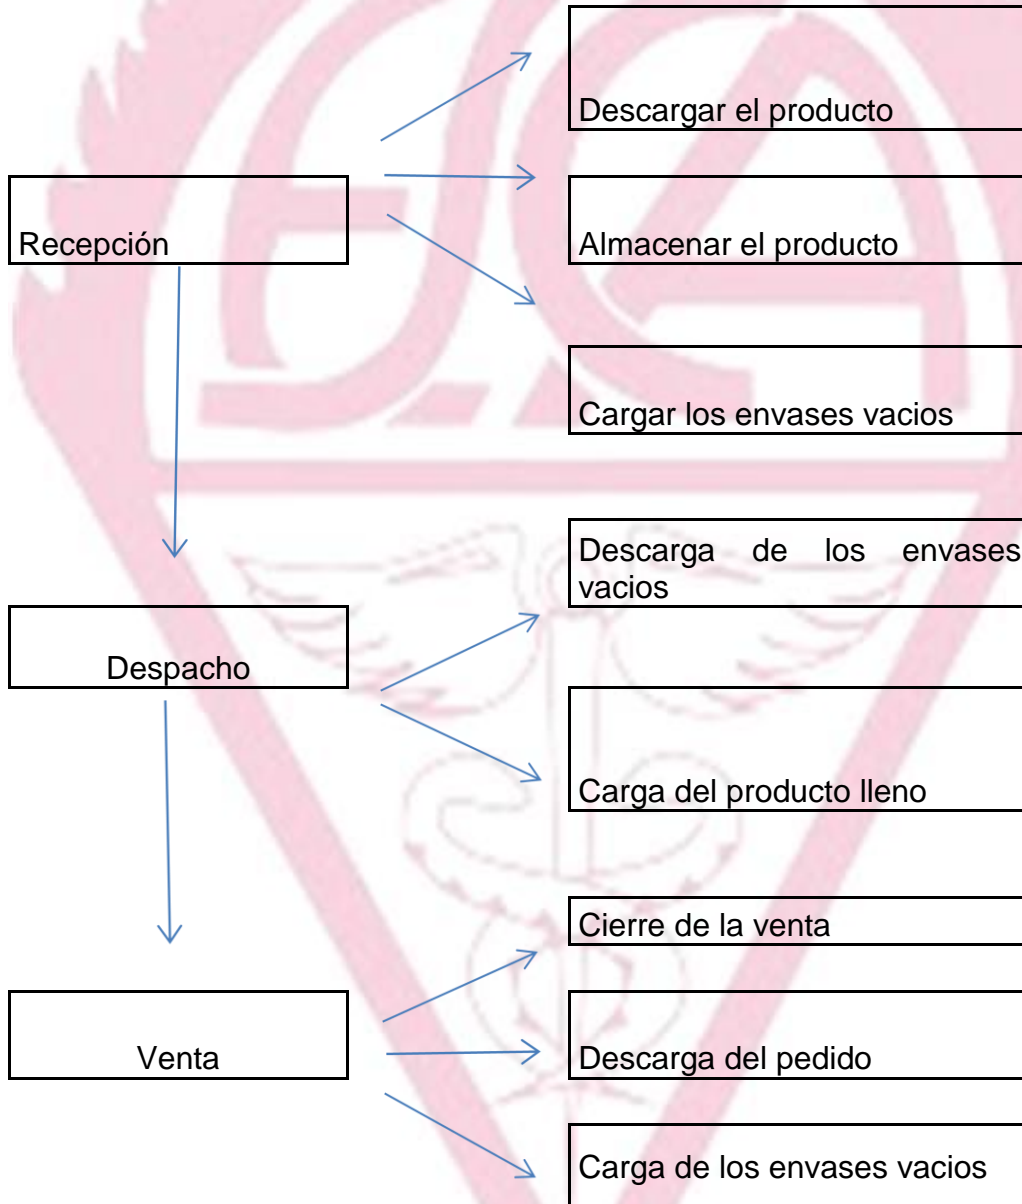 Descargar el producto
Recepción
Almacenar el producto
Cargar los envases vacios
Descarga de los envases
vacios
Despacho
Carga del producto lleno
Cierre de la venta
Venta
Descarga del pedido
Carga de los envases vacios